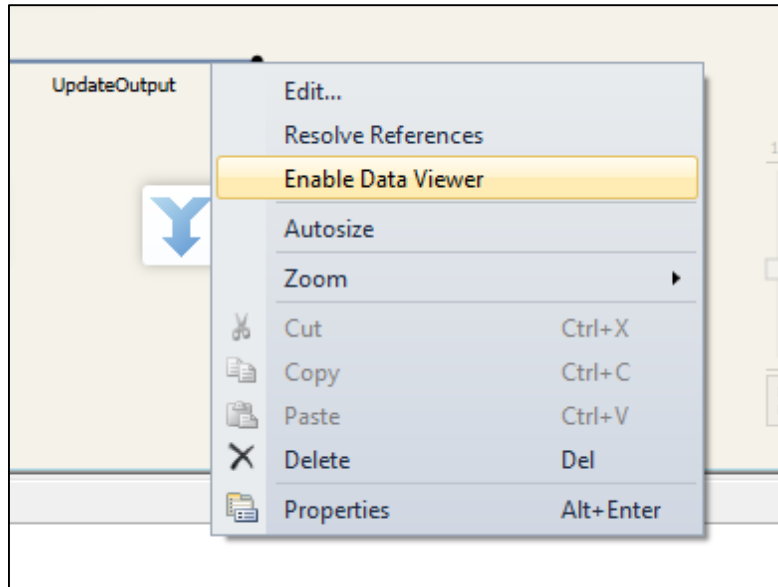 UpdateOutput
Edit...
Resolve References
Enable Data Viewer
Autosize
Zoom
Cut Ctrl+X
Copy Ctrl+C
Paste Ctrl+V
Delete Del
Properties Alt+Enter
1